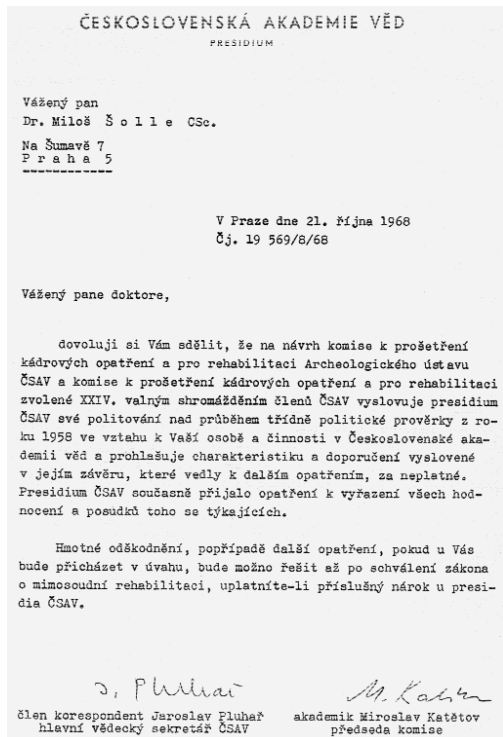 ČESKOSLOVENSKÁ AKADEMIE VĚD
PRESIDIUM
Vážený pan
Dr. Miloš Š o l l e CSc.
Na Šumavě 7
P r a h a 5
V Praze dne 21. října 1968
Čj. 19 569/8/68
Vážený pane doktore,
dovoluji si Vám sdělit, že na návrh komise k prošetření
kádrových opatření a pro rehabilitaci Archeologického ústavu
ČSAV a komise k prošetření kádrových opatření a pro rehabilitaci
zvolené XXIV. valným shromážděním členů ČSAV vyslovuje presidium
ČSAV své politování nad průběhem třídně politické prověrky z ro-
ku 1958 ve vztahu k Vaší osobě a činnosti v Československé aka-
demii věd a prohlašuje charakteristiku a doporučení vyslovené
v jejím závěru, které vedly k dalším opatřením, za neplatné.
Presidium ČSAV současně přijalo opatření k vyřazení všech hod-
nocení a posudků toho se týkajících.
Hmotné odškodnění, popřípadě další opatření, pokud u Vás
bude přicházet v úvahu, bude možno řešit až po schválení zákona
o mimosoudní rehabilitaci, uplatníte-li příslušný nárok u presi-
dia ČSAV.
J. Pluhař
M. Katětov
člen korespondent Jaroslav Pluhař
hlavní vědecký sekretář ČSAV
akademik Miroslav Katětov
předseda komise